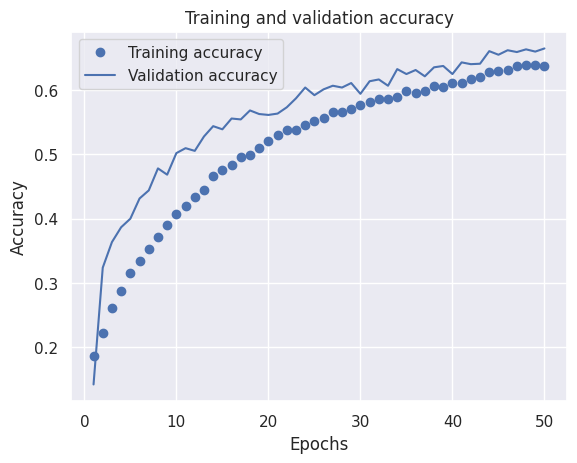 Training and validation accuracy
Training accuracy
Validation accuracy
Accuracy
0.6
0.5
0.4
0.3
0.2
0
10
20
30
40
50
Epochs